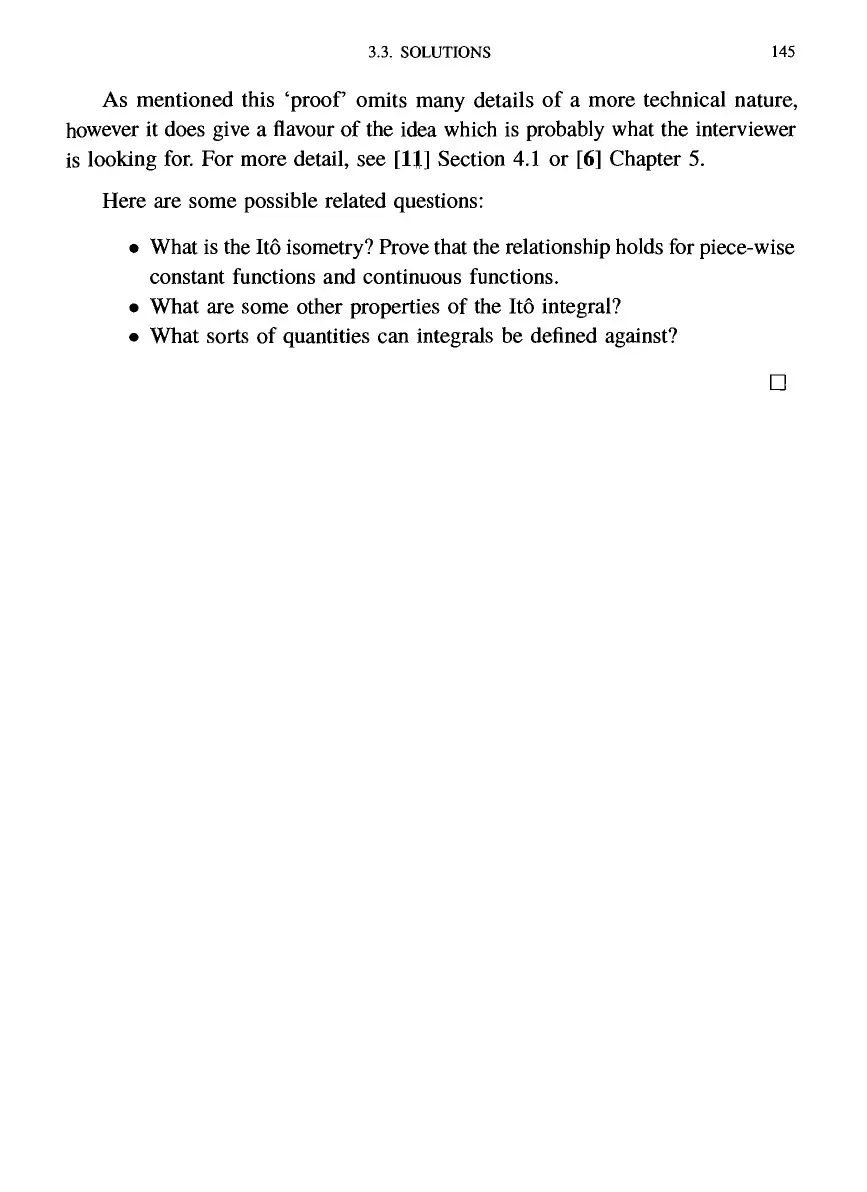 3.3. SOLUTIONS 145
As mentioned this ‘proof’ omits many details of a more technical nature,
however it does give a flavour of the idea which is probably what the interviewer
is looking for. For more detail, see [11] Section 4.1 or [6] Chapter 5.
Here are some possible related questions:
• What is the Itô isometry? Prove that the relationship holds for piece-wise
constant functions and continuous functions.
• What are some other properties of the Itô integral?
• What sorts of quantities can integrals be defined against?
□